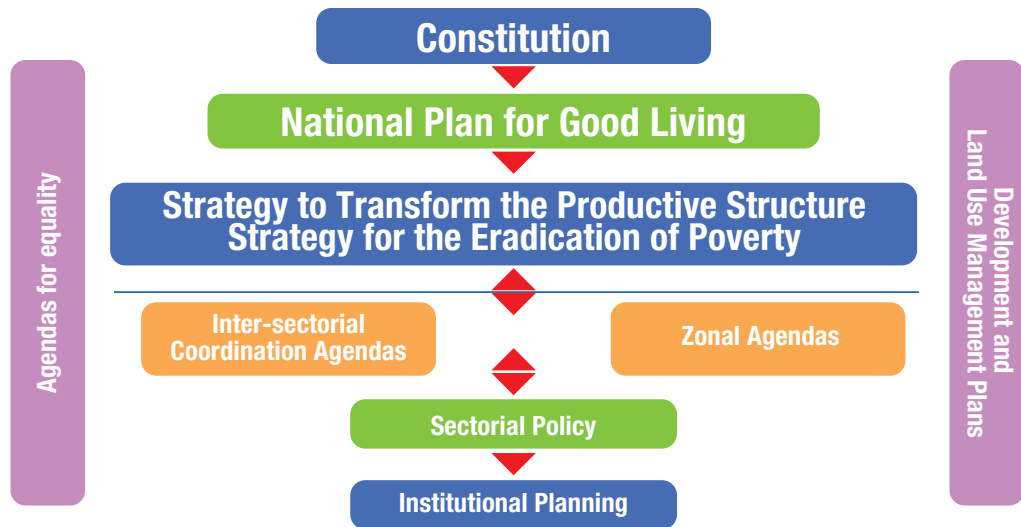 Constitution
National Plan for Good Living
Strategy to Transform the Productive Structure
Strategy for the Eradication of Poverty
Inter-sectorial
Coordination Agendas
Zonal Agendas
Sectorial Policy
Institutional Planning
Agendas for equality
Development and
Land Use Management Plans